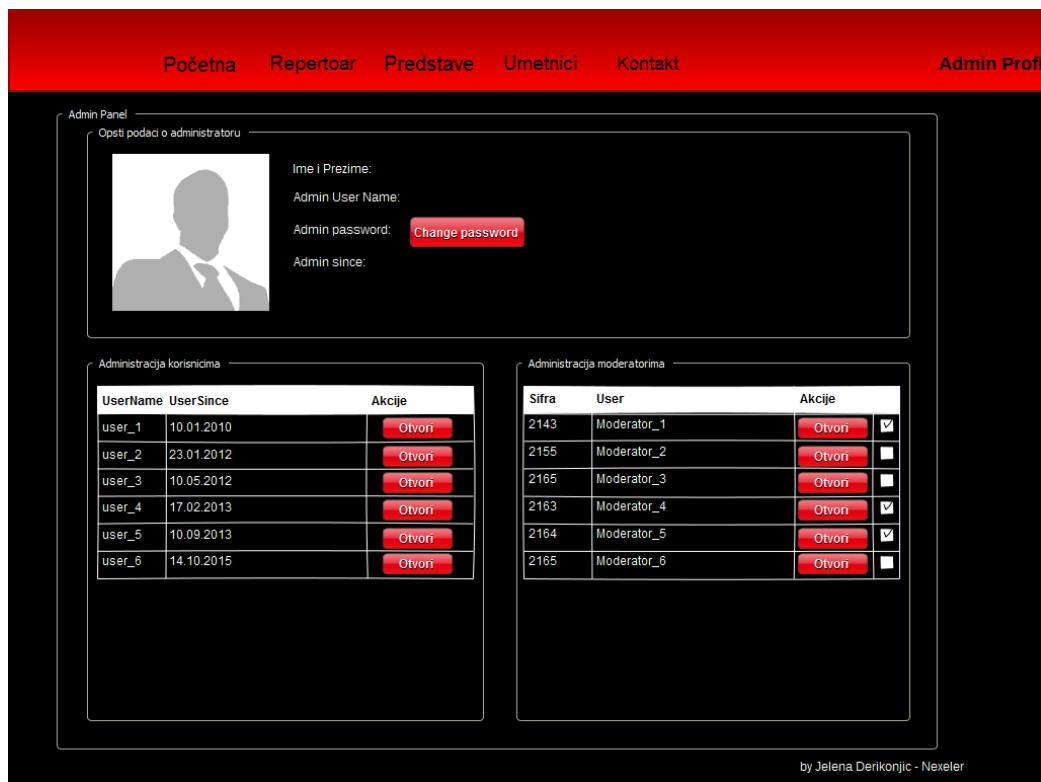 Početna Repertoar Predstave Umetnici Kontakt Admin Profi
Admin Panel
Opsti podaci o administratoru
Ime i Prezime:
Admin User Name:
Admin password: Change password
Admin since:
Administracija korisnicima
UserName UserSince Akcije
user_1 10.01.2010 Otvori
user_2 23.01.2012 Otvori
user_3 10.05.2012 Otvori
user_4 17.02.2013 Otvori
user_5 10.09.2013 Otvori
user_6 14.10.2015 Otvori
Administracija moderatorima
Sifra User Akcije
2143 Moderator_1 Otvori
2155 Moderator_2 Otvori
2165 Moderator_3 Otvori
2163 Moderator_4 Otvori
2164 Moderator_5 Otvori
2165 Moderator_6 Otvori
by Jelena Derikonjic - Nexeler